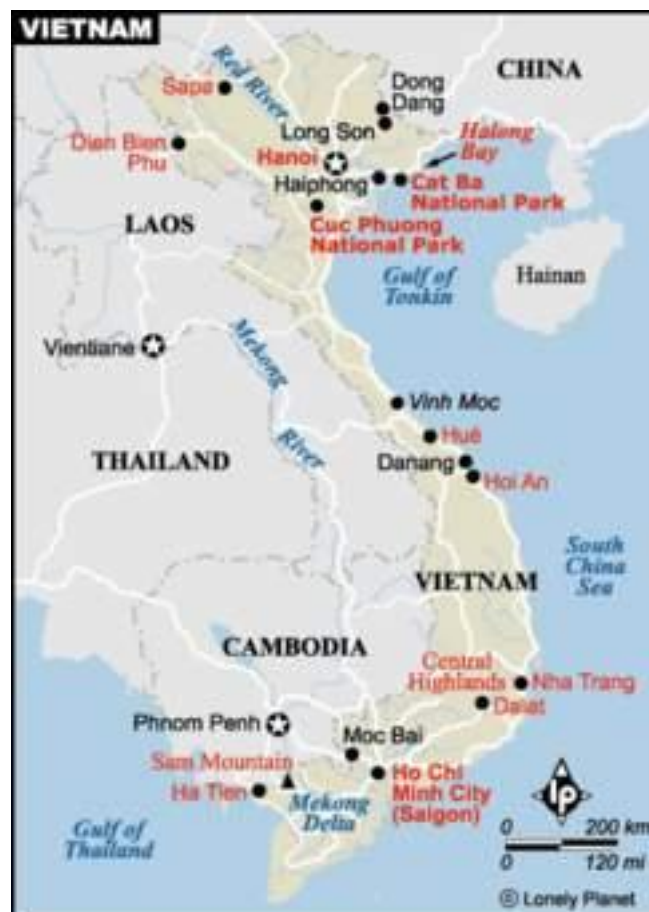 VIETNAM
Red River
CHINA
Sapa
Dong
Dang
Long Son
Halong
Bay
Dien Bien
Phu
Hanoi
Haiphong
Cat Ba
National Park
LAOS
Cuc Phuong
National Park
Gulf of
Tonkin
Hainan
Vientiane
Mekong
River
Vinh Moc
Hué
THAILAND
Danang
Hoi An
South
China
Sea
VIETNAM
CAMBODIA
Central
Highlands
Nha Trang
Dalat
Phnom Penh
Moc Bai
Sam Mountain
Ho Chi
Minh City
(Saigon)
Ha Tien
Mekong
Delta
Gulf of
Thailand
lp
0 200 km
0 120 mi
© Lonely Planet